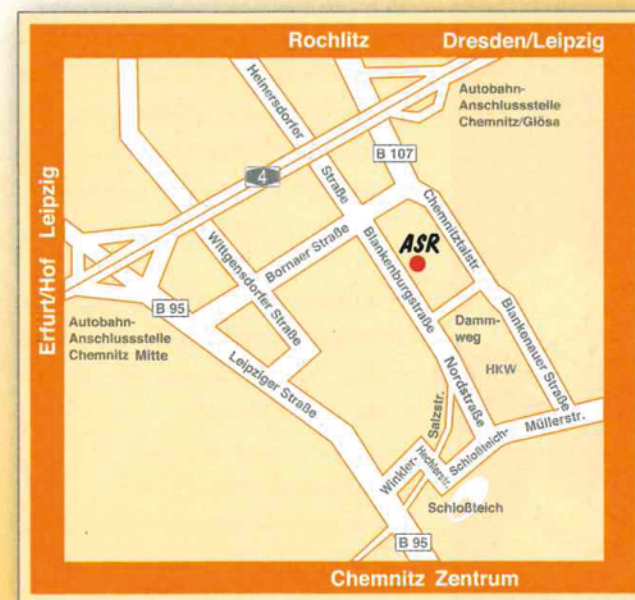 Rochlitz
Dresden/Leipzig
Erfurt/Hof Leipzig
Heinersdorfer
Straße
Autobahn-
Anschlussstelle
Chemnitz/Glösa
B 107
4
Chemnitztalstr
Wittgensdorfer Straße
Bornaer Straße
Blankenburgstraße
ASR
B 95
Autobahn-
Anschlussstelle
Chemnitz Mitte
Leipziger Straße
Damm-
weg
Blankenauer Straße
HKW
Nordstraße
Salzstr.
Müllerstr.
Schloßteich-
Winkler-
Hechlerstr.
Schloßteich
B 95
Chemnitz Zentrum